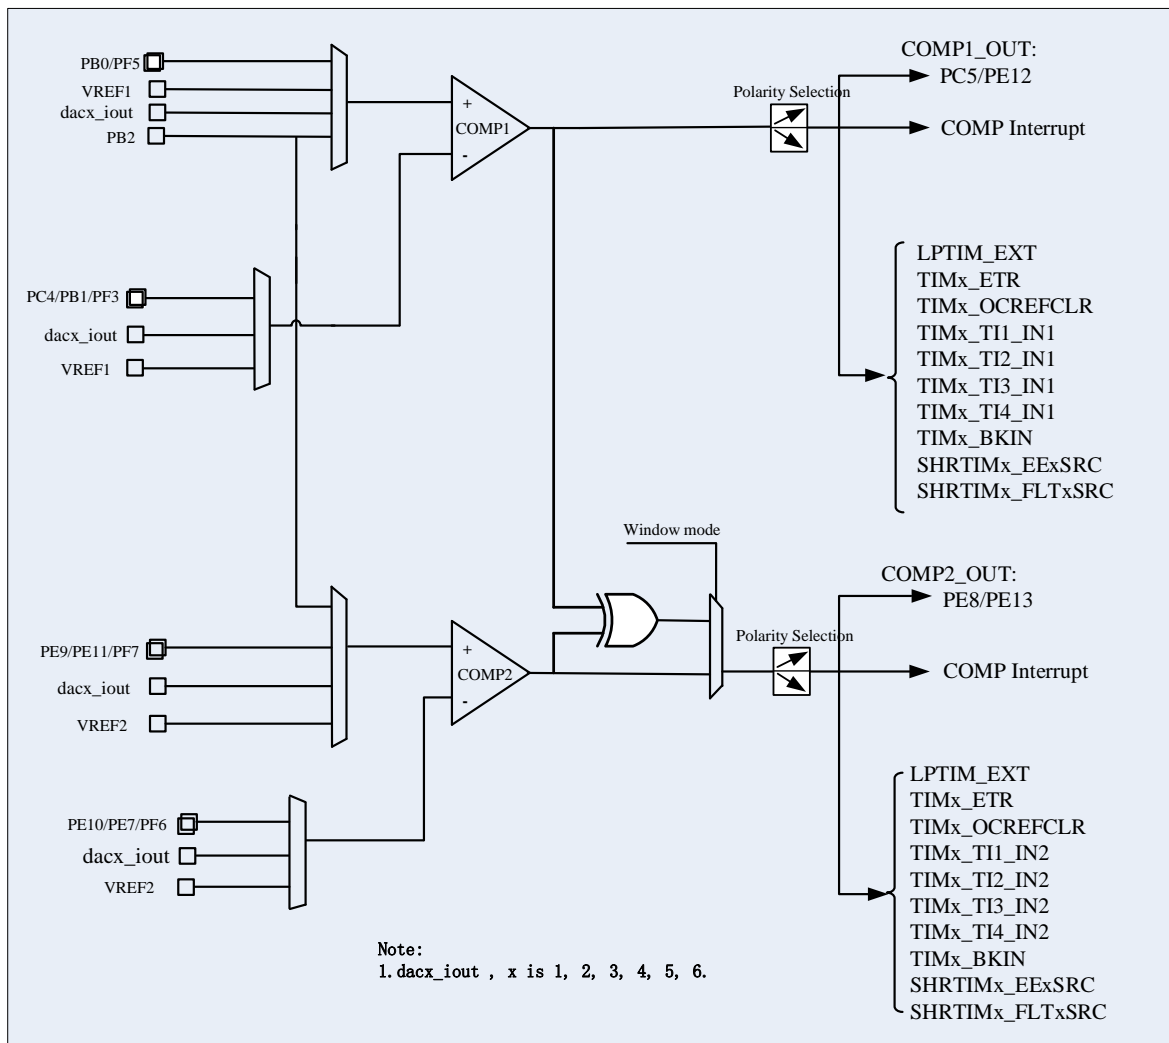 PB0/PF5
VREF1
dacx_iout
PB2
+
COMP1
-
Polarity Selection
COMP1_OUT:
PC5/PE12
COMP Interrupt
PC4/PB1/PF3
dacx_iout
VREF1
LPTIM_EXT
TIMx_ETR
TIMx_OCREFCLR
TIMx_TI1_IN1
TIMx_TI2_IN1
TIMx_TI3_IN1
TIMx_TI4_IN1
TIMx_BKIN
SHRTIMx_EExSRC
SHRTIMx_FLTxSRC
Window mode
PE9/PE11/PF7
dacx_iout
VREF2
+
COMP2
-
Polarity Selection
COMP2_OUT:
PE8/PE13
COMP Interrupt
PE10/PE7/PF6
dacx_iout
VREF2
LPTIM_EXT
TIMx_ETR
TIMx_OCREFCLR
TIMx_TI1_IN2
TIMx_TI2_IN2
TIMx_TI3_IN2
TIMx_TI4_IN2
TIMx_BKIN
SHRTIMx_EExSRC
SHRTIMx_FLTxSRC
Note:
1.dacx_iout , x is 1, 2, 3, 4, 5, 6.